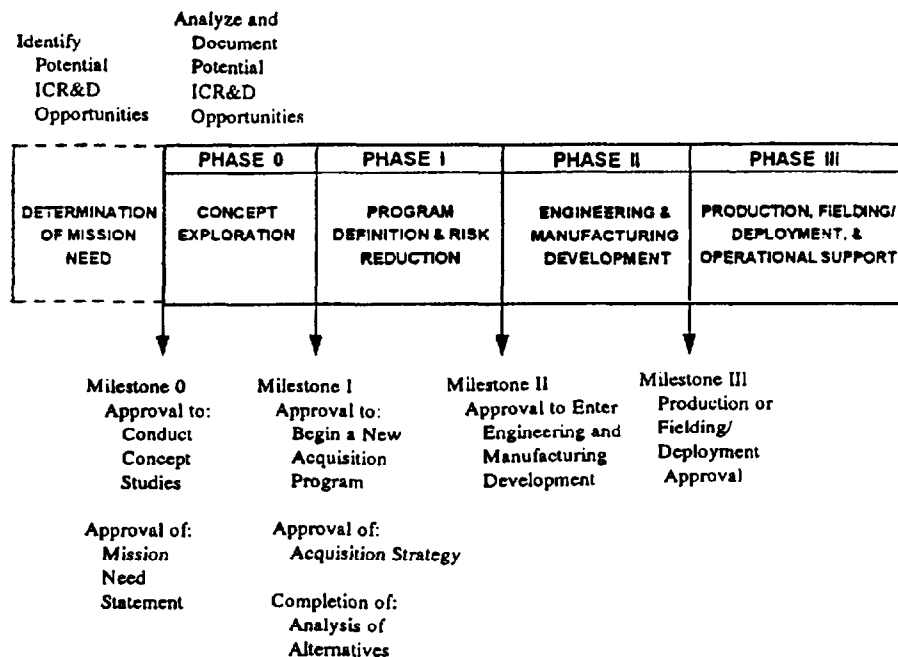 Identify
Potential
ICR&D
Opportunities
Analyze and
Document
Potential
ICR&D
Opportunities
DETERMINATION
OF MISSION
NEED
PHASE 0
CONCEPT
EXPLORATION
PHASE I
PROGRAM
DEFINITION & RISK
REDUCTION
PHASE II
ENGINEERING &
MANUFACTURING
DEVELOPMENT
PHASE III
PRODUCTION, FIELDING/
DEPLOYMENT, &
OPERATIONAL SUPPORT
Milestone 0
Approval to:
Conduct
Concept
Studies
Approval of:
Mission
Need
Statement
Milestone I
Approval to:
Begin a New
Acquisition
Program
Approval of:
Acquisition Strategy
Completion of:
Analysis of
Alternatives
Milestone II
Approval to Enter
Engineering and
Manufacturing
Development
Milestone III
Production or
Fielding/
Deployment
Approval